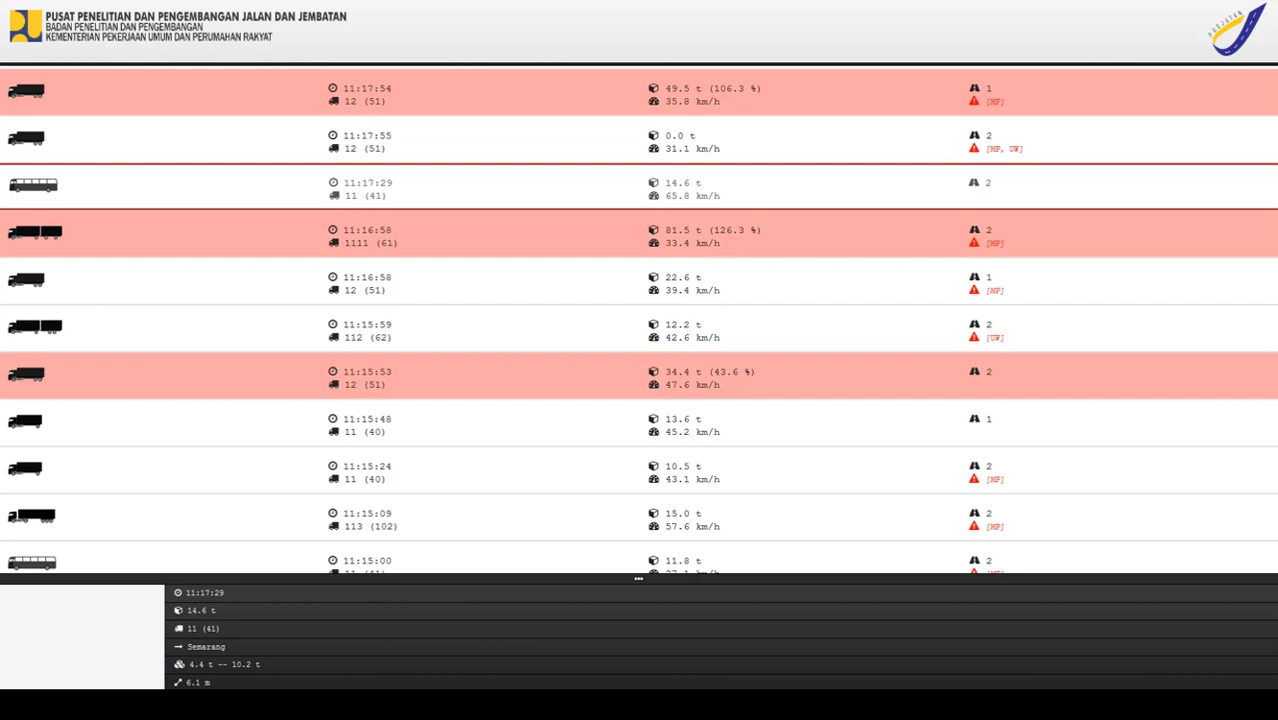 PUSAT PENELITIAN DAN PENGEMBANGAN JALAN DAN JEMBATAN
BADAN PENELITIAN DAN PENGEMBANGAN
KEMENTERIAN PEKERJAAN UMUM DAN PERUMAHAN RAKYAT
PUSJATAN
11:17:54 49.5 t (106.3 %) 1
12 (51) 35.8 km/h [MP]
11:17:55 0.0 t 2
12 (51) 31.1 km/h [MP, UW]
11:17:29 14.6 t 2
11 (41) 65.8 km/h
11:16:58 81.5 t (126.3 %) 2
1111 (61) 33.4 km/h [MP]
11:16:58 22.6 t 1
12 (51) 39.4 km/h [MP]
11:15:59 12.2 t 2
112 (62) 42.6 km/h [UW]
11:15:53 34.4 t (43.6 %) 2
12 (51) 47.6 km/h
11:15:48 13.6 t 1
11 (40) 45.2 km/h
11:15:24 10.5 t 2
11 (40) 43.1 km/h [MP]
11:15:09 15.0 t 2
113 (102) 57.6 km/h [MP]
11:15:00 11.8 t 2
11:17:29
14.6 t
11 (41)
Semarang
4.4 t -- 10.2 t
6.1 m